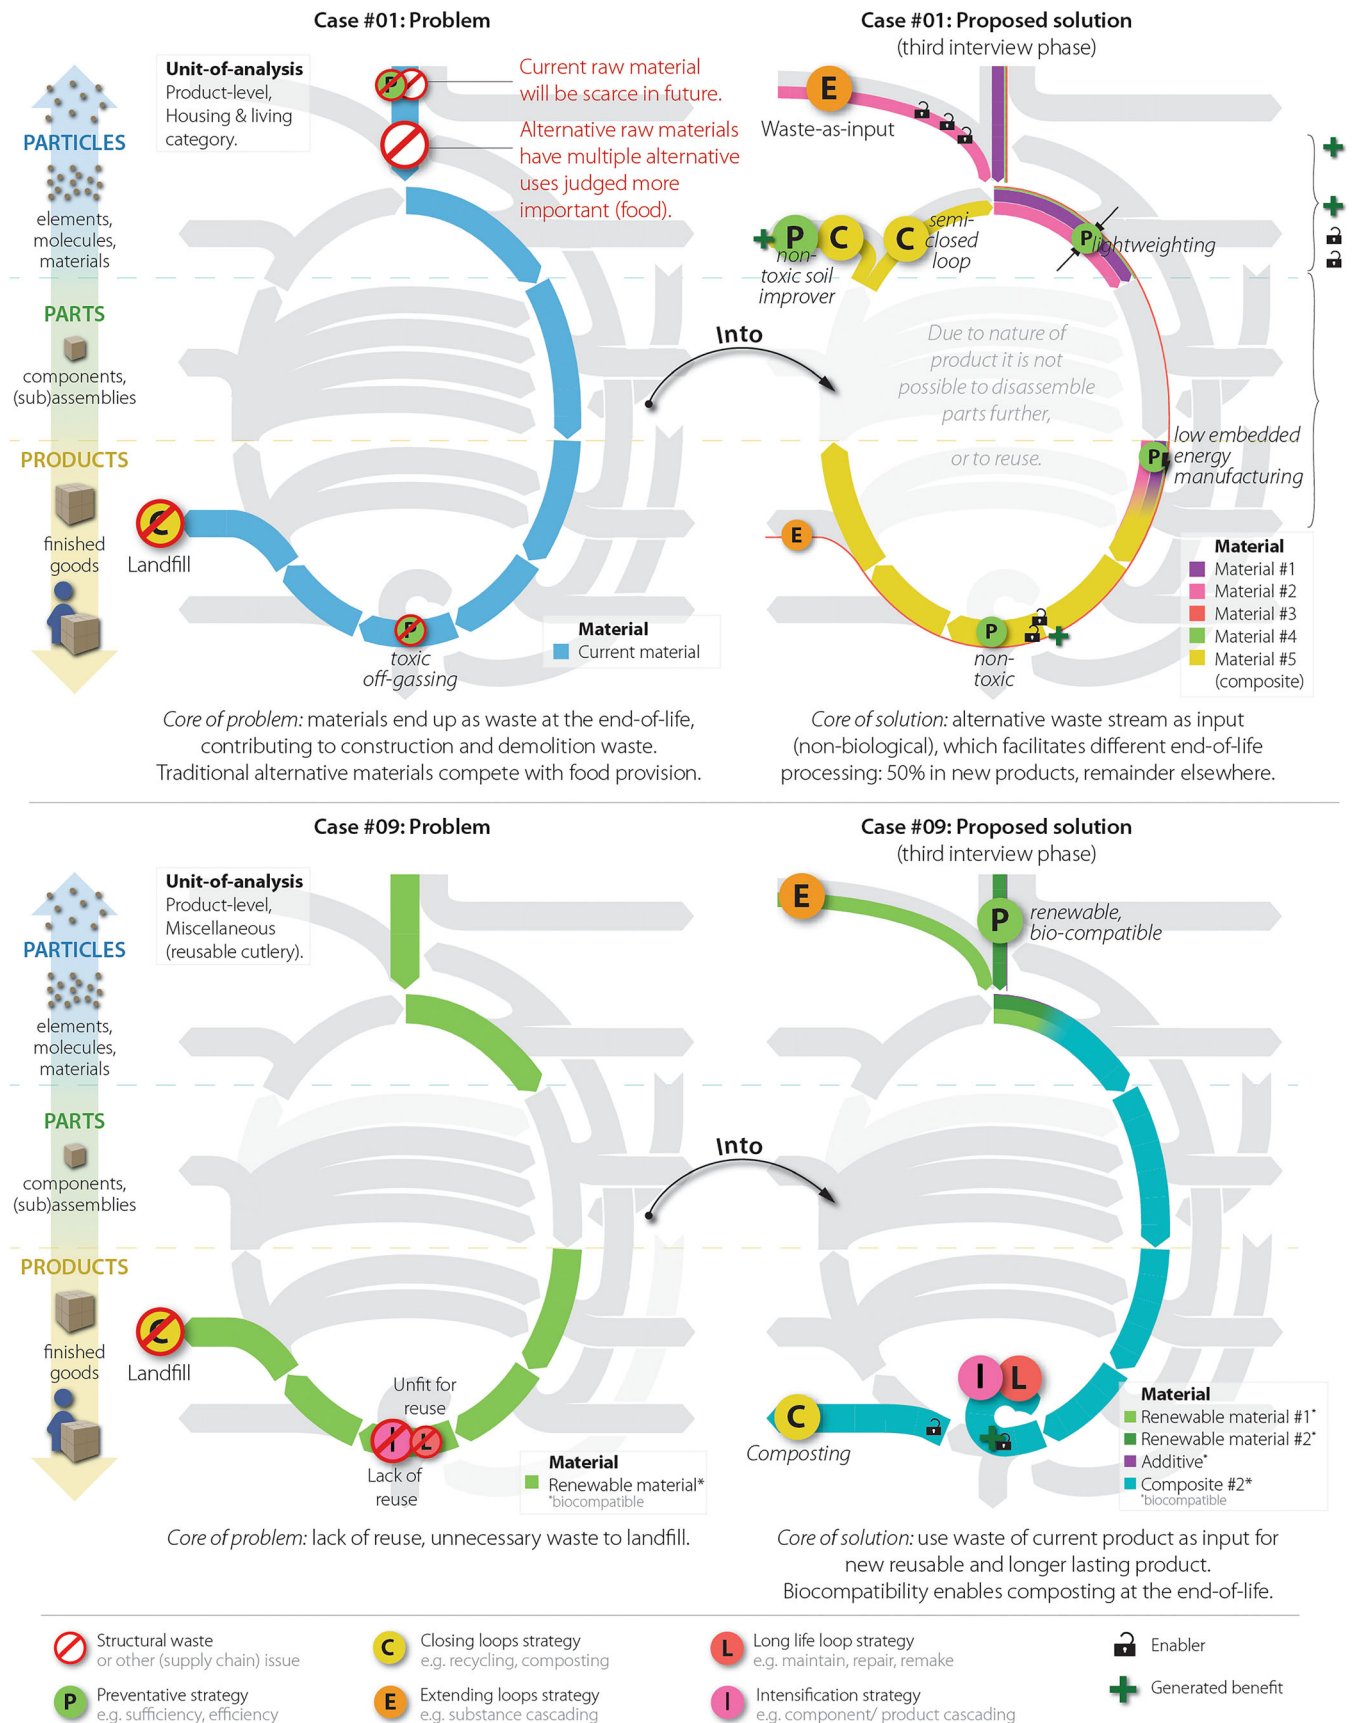 Case #01: Problem
Unit-of-analysis
Product-level,
Housing & living
category.
P
Current raw material
will be scarce in future.
Alternative raw materials
have multiple alternative
uses judged more
important (food).
PARTICLES
elements,
molecules,
materials
PARTS
components,
(sub)assemblies
PRODUCTS
finished
goods
C
Landfill
P
toxic
off-gassing
Material
Current material
Core of problem: materials end up as waste at the end-of-life,
contributing to construction and demolition waste.
Traditional alternative materials compete with food provision.
Into
Case #01: Proposed solution
(third interview phase)
E
Waste-as-input
P
C
C
non-
toxic soil
improver
semi-
closed
loop
P
lightweighting
Due to nature of
product it is not
possible to disassemble
parts further,
or to reuse.
P
low embedded
energy
manufacturing
E
P
non-
toxic
Material
Material #1
Material #2
Material #3
Material #4
Material #5
(composite)
Core of solution: alternative waste stream as input
(non-biological), which facilitates different end-of-life
processing: 50% in new products, remainder elsewhere.
Case #09: Problem
Unit-of-analysis
Product-level,
Miscellaneous
(reusable cutlery).
PARTICLES
elements,
molecules,
materials
PARTS
components,
(sub)assemblies
PRODUCTS
finished
goods
C
Landfill
Unfit for
reuse
I
L
Lack of
reuse
Material
Renewable material*
*biocompatible
Core of problem: lack of reuse, unnecessary waste to landfill.
Into
Case #09: Proposed solution
(third interview phase)
E
P
renewable,
bio-compatible
I
L
C
Composting
Material
Renewable material #1*
Renewable material #2*
Additive*
Composite #2*
*biocompatible
Core of solution: use waste of current product as input for
new reusable and longer lasting product.
Biocompatibility enables composting at the end-of-life.
Structural waste
or other (supply chain) issue
C
Closing loops strategy
e.g. recycling, composting
L
Long life loop strategy
e.g. maintain, repair, remake
Enabler
P
Preventative strategy
e.g. sufficiency, efficiency
E
Extending loops strategy
e.g. substance cascading
I
Intensification strategy
e.g. component/ product cascading
Generated benefit